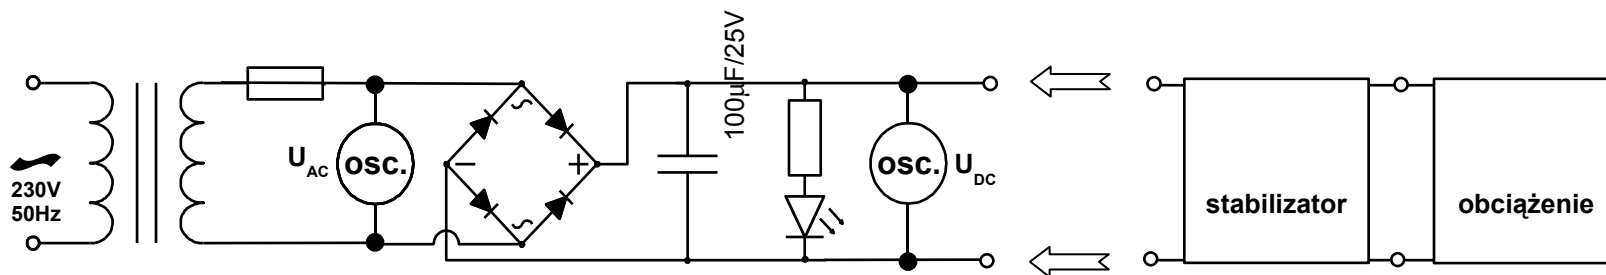 230V
50Hz
U_AC
osc.
~
−
+
~
100μF/25V
osc.
U_DC
stabilizator
obciążenie